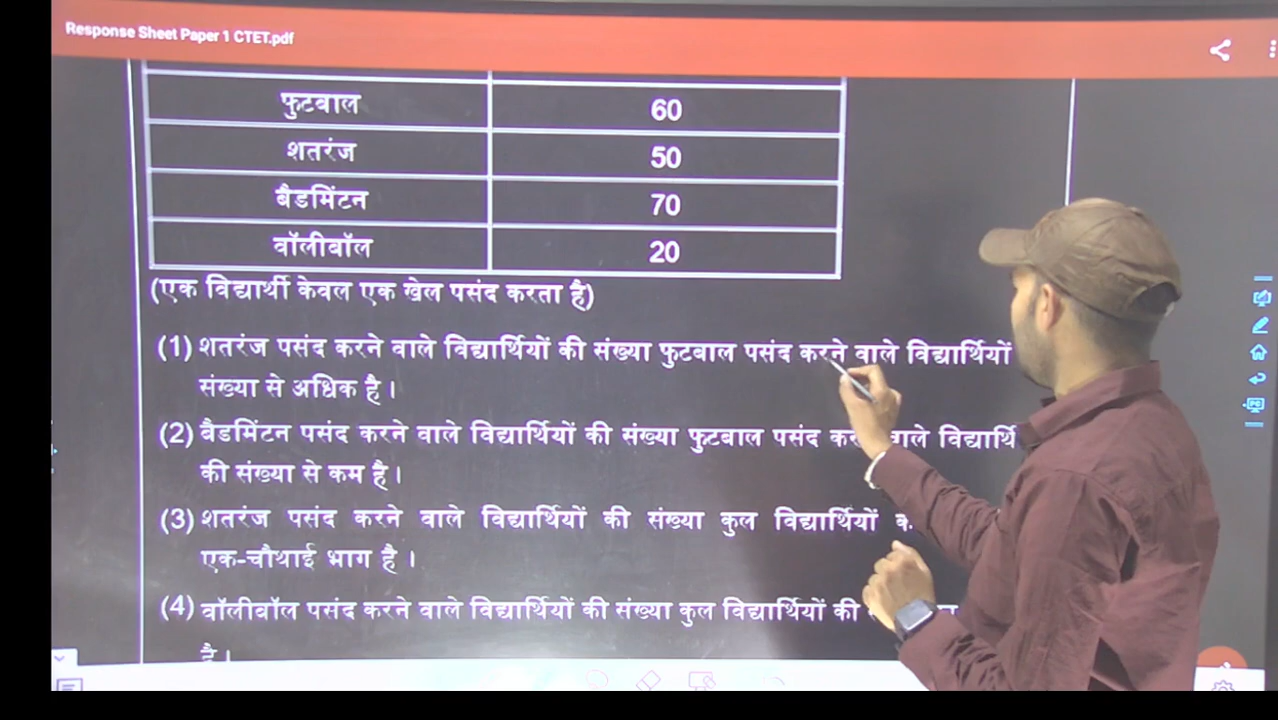 Response Sheet Paper 1 CTET.pdf
फुटबाल 60
शतरंज 50
बैडमिंटन 70
वॉलीबॉल 20
(एक विद्यार्थी केवल एक खेल पसंद करता है)
(1) शतरंज पसंद करने वाले विद्यार्थियों की संख्या फुटबाल पसंद करने वाले विद्यार्थियों
संख्या से अधिक है।
(2) बैडमिंटन पसंद करने वाले विद्यार्थियों की संख्या फुटबाल पसंद वाले
की संख्या से कम है।
(3) शतरंज पसंद करने वाले विद्यार्थियों की संख्या कुल विद्यार्थियों
एक-चौथाई भाग है।
(4) वॉलीबॉल पसंद करने वाले विद्यार्थियों की संख्या कुल विद्यार्थियों की
है।